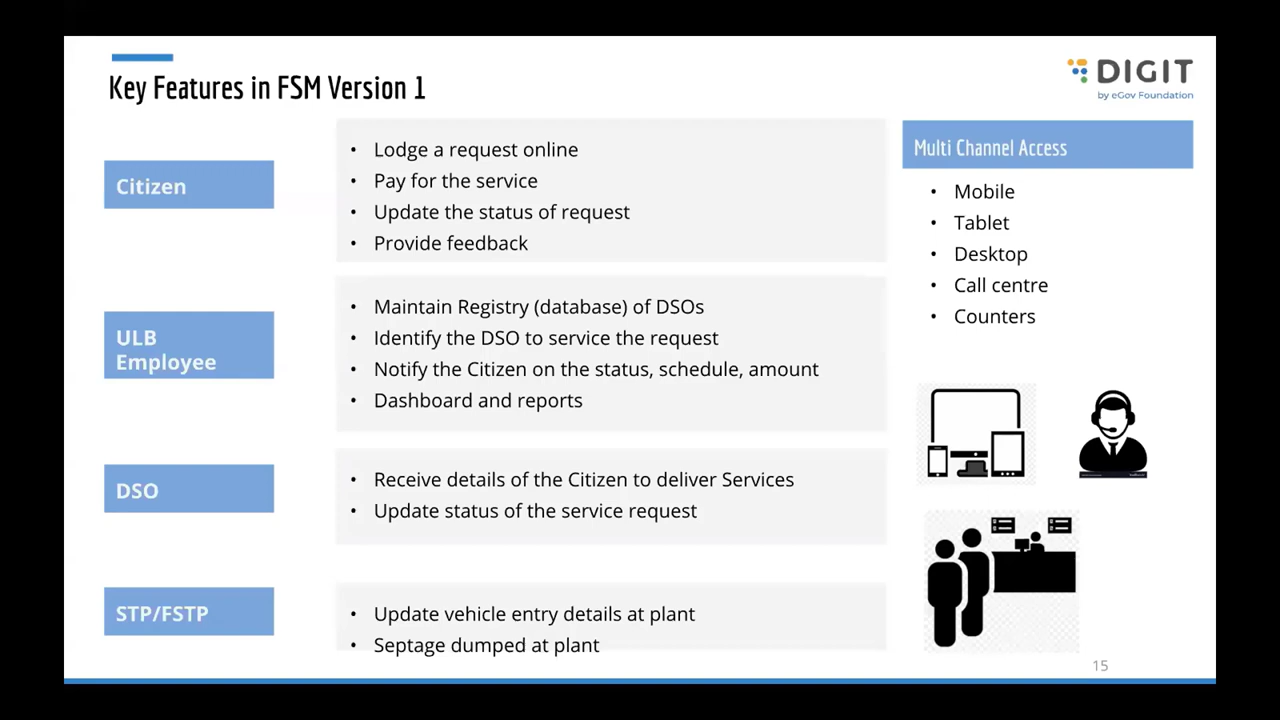 Key Features in FSM Version 1
DIGIT
by eGov Foundation
Citizen
• Lodge a request online
• Pay for the service
• Update the status of request
• Provide feedback
ULB
Employee
• Maintain Registry (database) of DSOs
• Identify the DSO to service the request
• Notify the Citizen on the status, schedule, amount
• Dashboard and reports
DSO
• Receive details of the Citizen to deliver Services
• Update status of the service request
STP/FSTP
• Update vehicle entry details at plant
• Septage dumped at plant
Multi Channel Access
• Mobile
• Tablet
• Desktop
• Call centre
• Counters
15